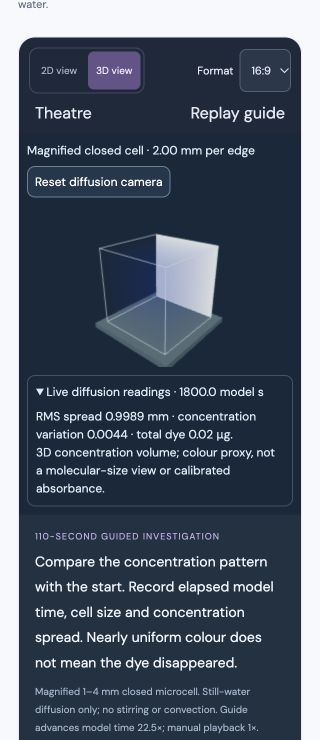 water.
2D view
3D view
Format
16:9
Theatre
Replay guide
Magnified closed cell · 2.00 mm per edge
Reset diffusion camera
▼ Live diffusion readings · 1800.0 model s
RMS spread 0.9989 mm · concentration
variation 0.0044 · total dye 0.02 µg.
3D concentration volume; colour proxy, not
a molecular-size view or calibrated
absorbance.
110-SECOND GUIDED INVESTIGATION
Compare the concentration pattern
with the start. Record elapsed model
time, cell size and concentration
spread. Nearly uniform colour does
not mean the dye disappeared.
Magnified 1–4 mm closed microcell. Still-water
diffusion only; no stirring or convection. Guide
advances model time 22.5×; manual playback 1×.